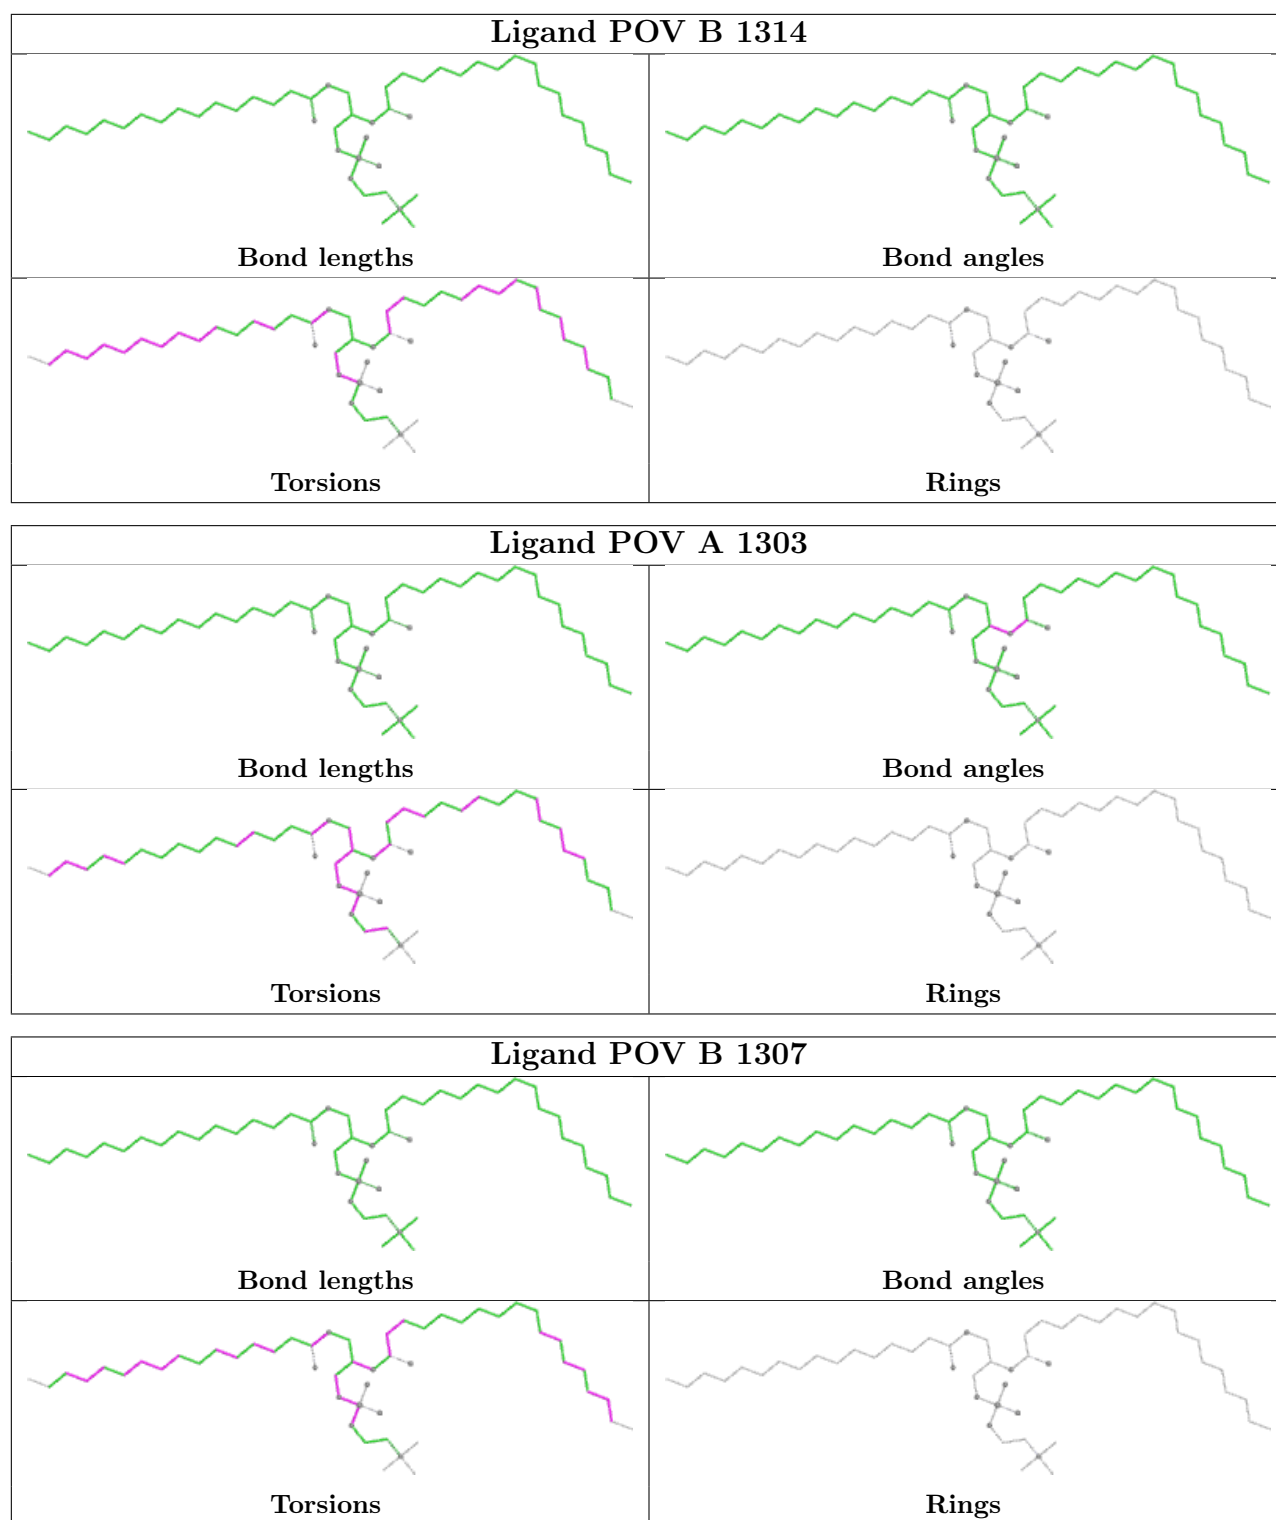 Ligand POV B 1314
Bond lengths
Bond angles
Torsions
Rings
Ligand POV A 1303
Bond lengths
Bond angles
Torsions
Rings
Ligand POV B 1307
Bond lengths
Bond angles
Torsions
Rings